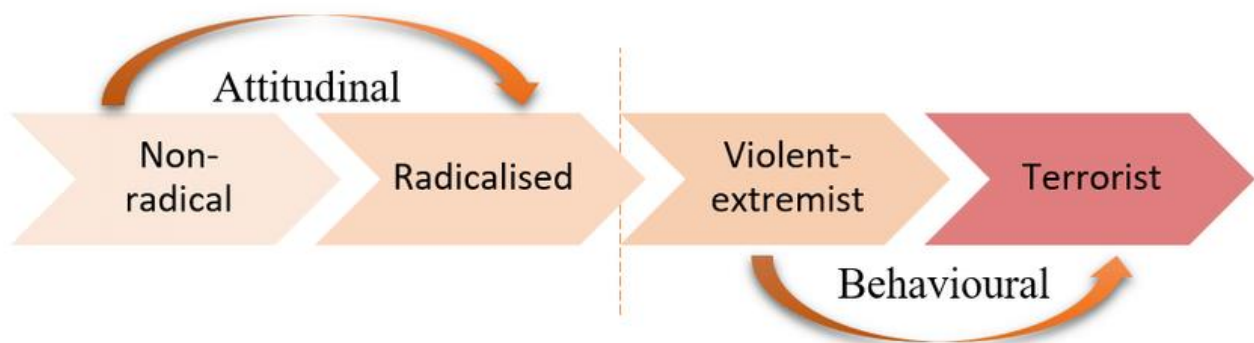 Attitudinal
Non-
radical
Radicalised
Violent-
extremist
Terrorist
Behavioural